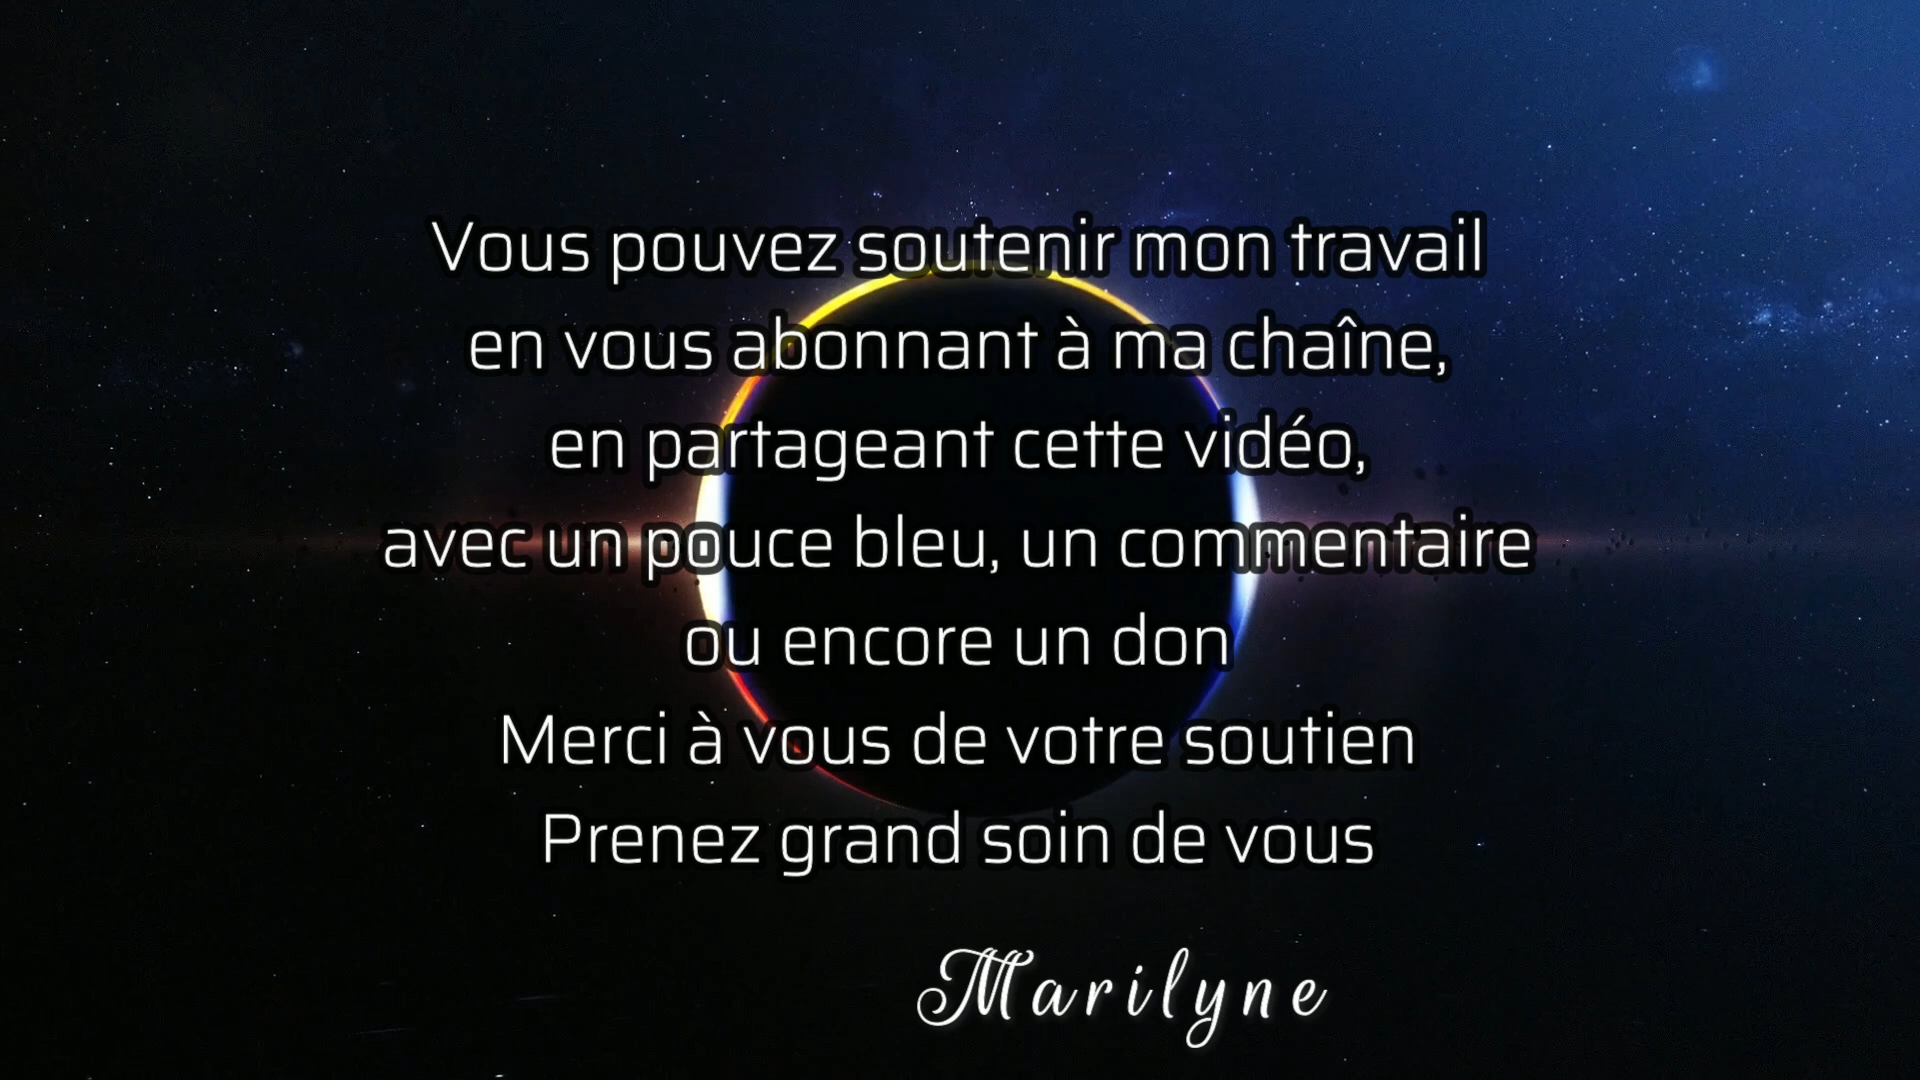 Vous pouvez soutenir mon travail
en vous abonnant à ma chaîne,
en partageant cette vidéo,
avec un pouce bleu, un commentaire
ou encore un don
Merci à vous de votre soutien
Prenez grand soin de vous
Marilyne